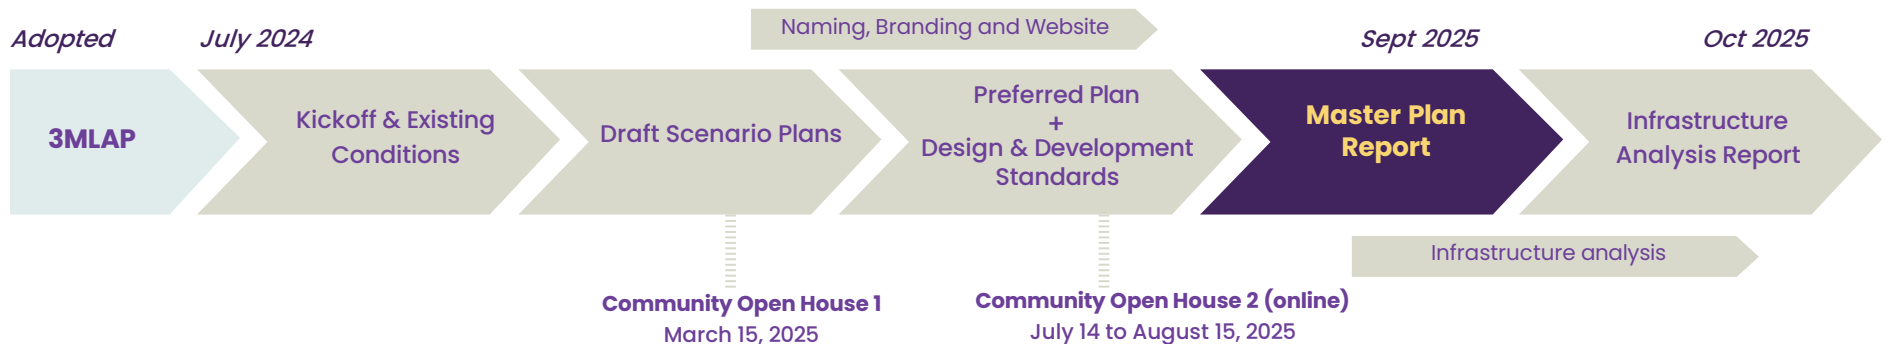 Naming, Branding and Website
Adopted
July 2024
Sept 2025
Oct 2025
3MLAP
Kickoff & Existing
Conditions
Draft Scenario Plans
Preferred Plan
+
Design & Development
Standards
Master Plan
Report
Infrastructure
Analysis Report
Infrastructure analysis
Community Open House 1
March 15, 2025
Community Open House 2 (online)
July 14 to August 15, 2025